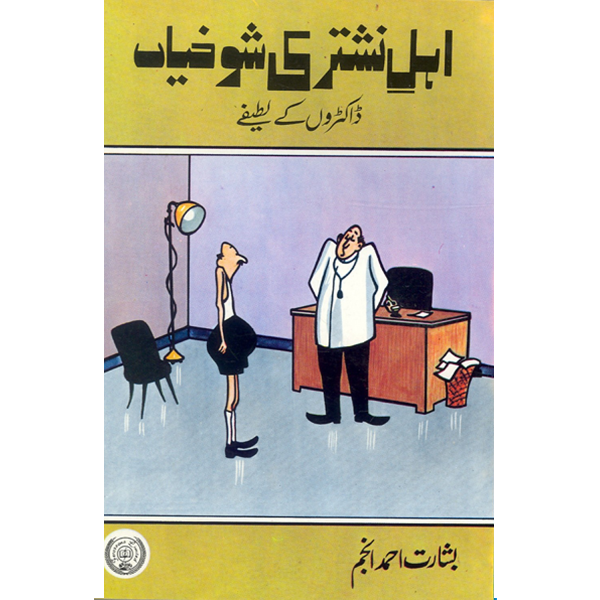 اہلِ نشتر کی شوخیاں
ڈاکٹروں کے لطیفے
بشارت احمد انجم